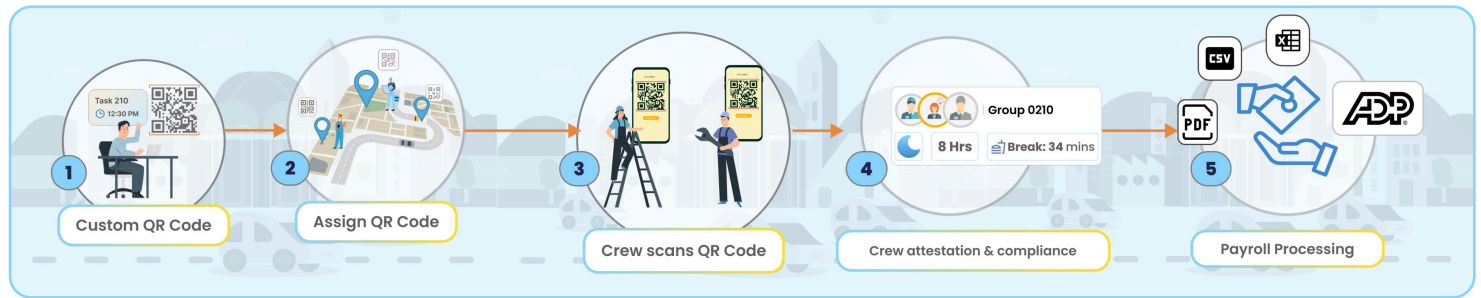 Task 210
12:30 PM
1
Custom QR Code
2
Assign QR Code
3
Crew scans QR Code
Group 0210
8 Hrs
Break: 34 mins
4
Crew attestation & compliance
CSV
X
PDF
ADP
5
Payroll Processing